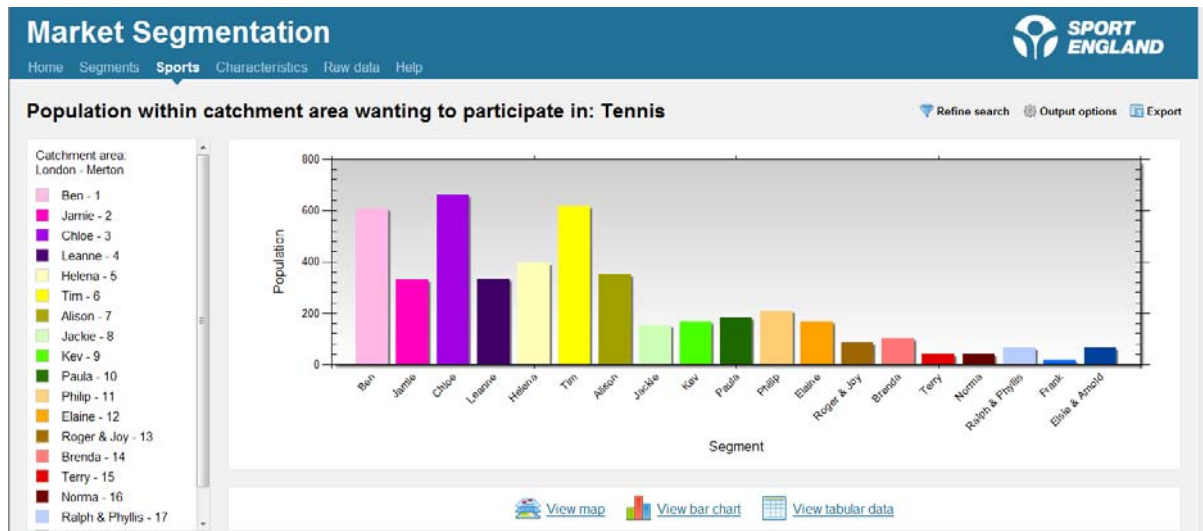 Market Segmentation
SPORT
ENGLAND
Home Segments Sports Characteristics Raw data Help
Population within catchment area wanting to participate in: Tennis
Refine search Output options Export
Catchment area:
London - Merton
Ben - 1
Jamie - 2
Chloe - 3
Leanne - 4
Helena - 5
Tim - 6
Alison - 7
Jackie - 8
Kev - 9
Paula - 10
Philip - 11
Elaine - 12
Roger & Joy - 13
Brenda - 14
Terry - 15
Norma - 16
Ralph & Phyllis - 17
800
600
400
200
0
Population
Ben
Jamie
Chloe
Leanne
Helena
Tim
Alison
Jackie
Kev
Paula
Philip
Elaine
Roger & Joy
Brenda
Terry
Norma
Ralph & Phyllis
Frank
Elsie & Arnold
Segment
View map View bar chart View tabular data